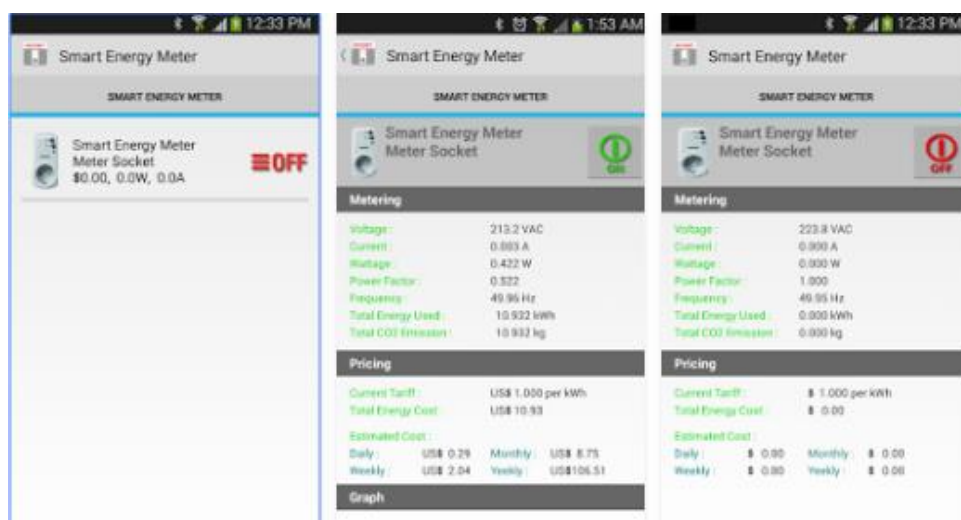 12:33 PM
Smart Energy Meter
SMART ENERGY METER
Smart Energy Meter
Meter Socket
$0.00, 0.0W, 0.0A
OFF
1:53 AM
Smart Energy Meter
SMART ENERGY METER
Smart Energy Meter
Meter Socket
ON
Metering
Voltage : 213.2 VAC
Current : 0.003 A
Wattage : 0.422 W
Power Factor : 0.522
Frequency : 49.96 Hz
Total Energy Used : 10.932 kWh
Total CO2 Emission : 10.932 kg
Pricing
Current Tariff : US$ 1.000 per kWh
Total Energy Cost US$ 10.93
Estimated Cost :
Daily : US$ 0.29 Monthly : US$ 8.75
Weekly : US$ 2.04 Yeekly : US$106.51
Graph
12:33 PM
Smart Energy Meter
SMART ENERGY METER
Smart Energy Meter
Meter Socket
OFF
Metering
Voltage : 223.8 VAC
Current : 0.000 A
Wattage : 0.000 W
Power Factor : 1.000
Frequency : 49.95 Hz
Total Energy Used : 0.000 kWh
Total CO2 Emission : 0.000 kg
Pricing
Current Tariff : $ 1.000 per kWh
Total Energy Cost $ 0.00
Estimated Cost :
Daily : $ 0.00 Monthly : $ 0.00
Weekly : $ 0.00 Yeekly : $ 0.00